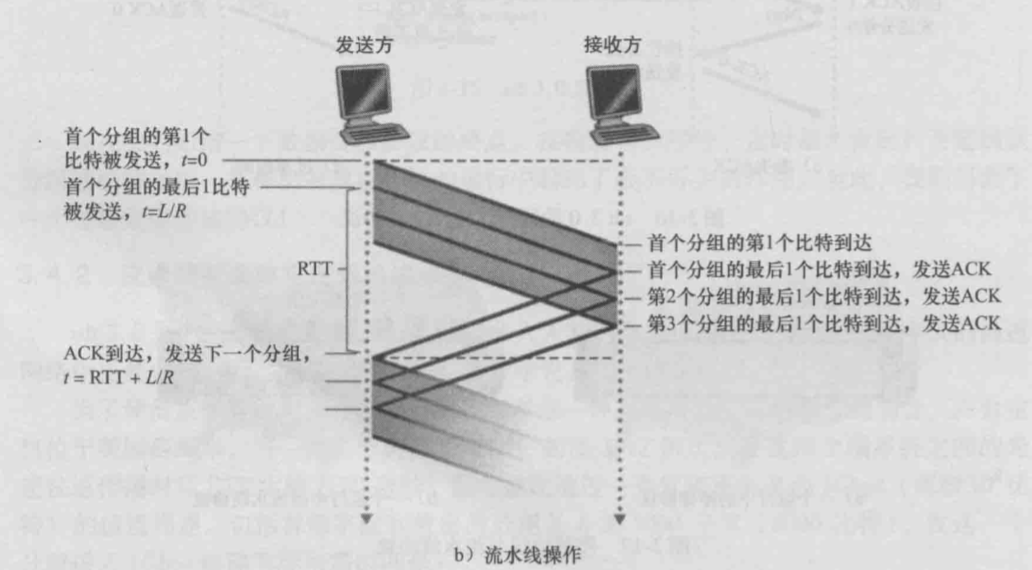 发送方
接收方
首个分组的第1个
比特被发送，t=0
首个分组的最后1比特
被发送，t=L/R
RTT
首个分组的第1个比特到达
首个分组的最后1个比特到达，发送ACK
第2个分组的最后1个比特到达，发送ACK
第3个分组的最后1个比特到达，发送ACK
ACK到达，发送下一个分组，
t = RTT + L/R
b）流水线操作